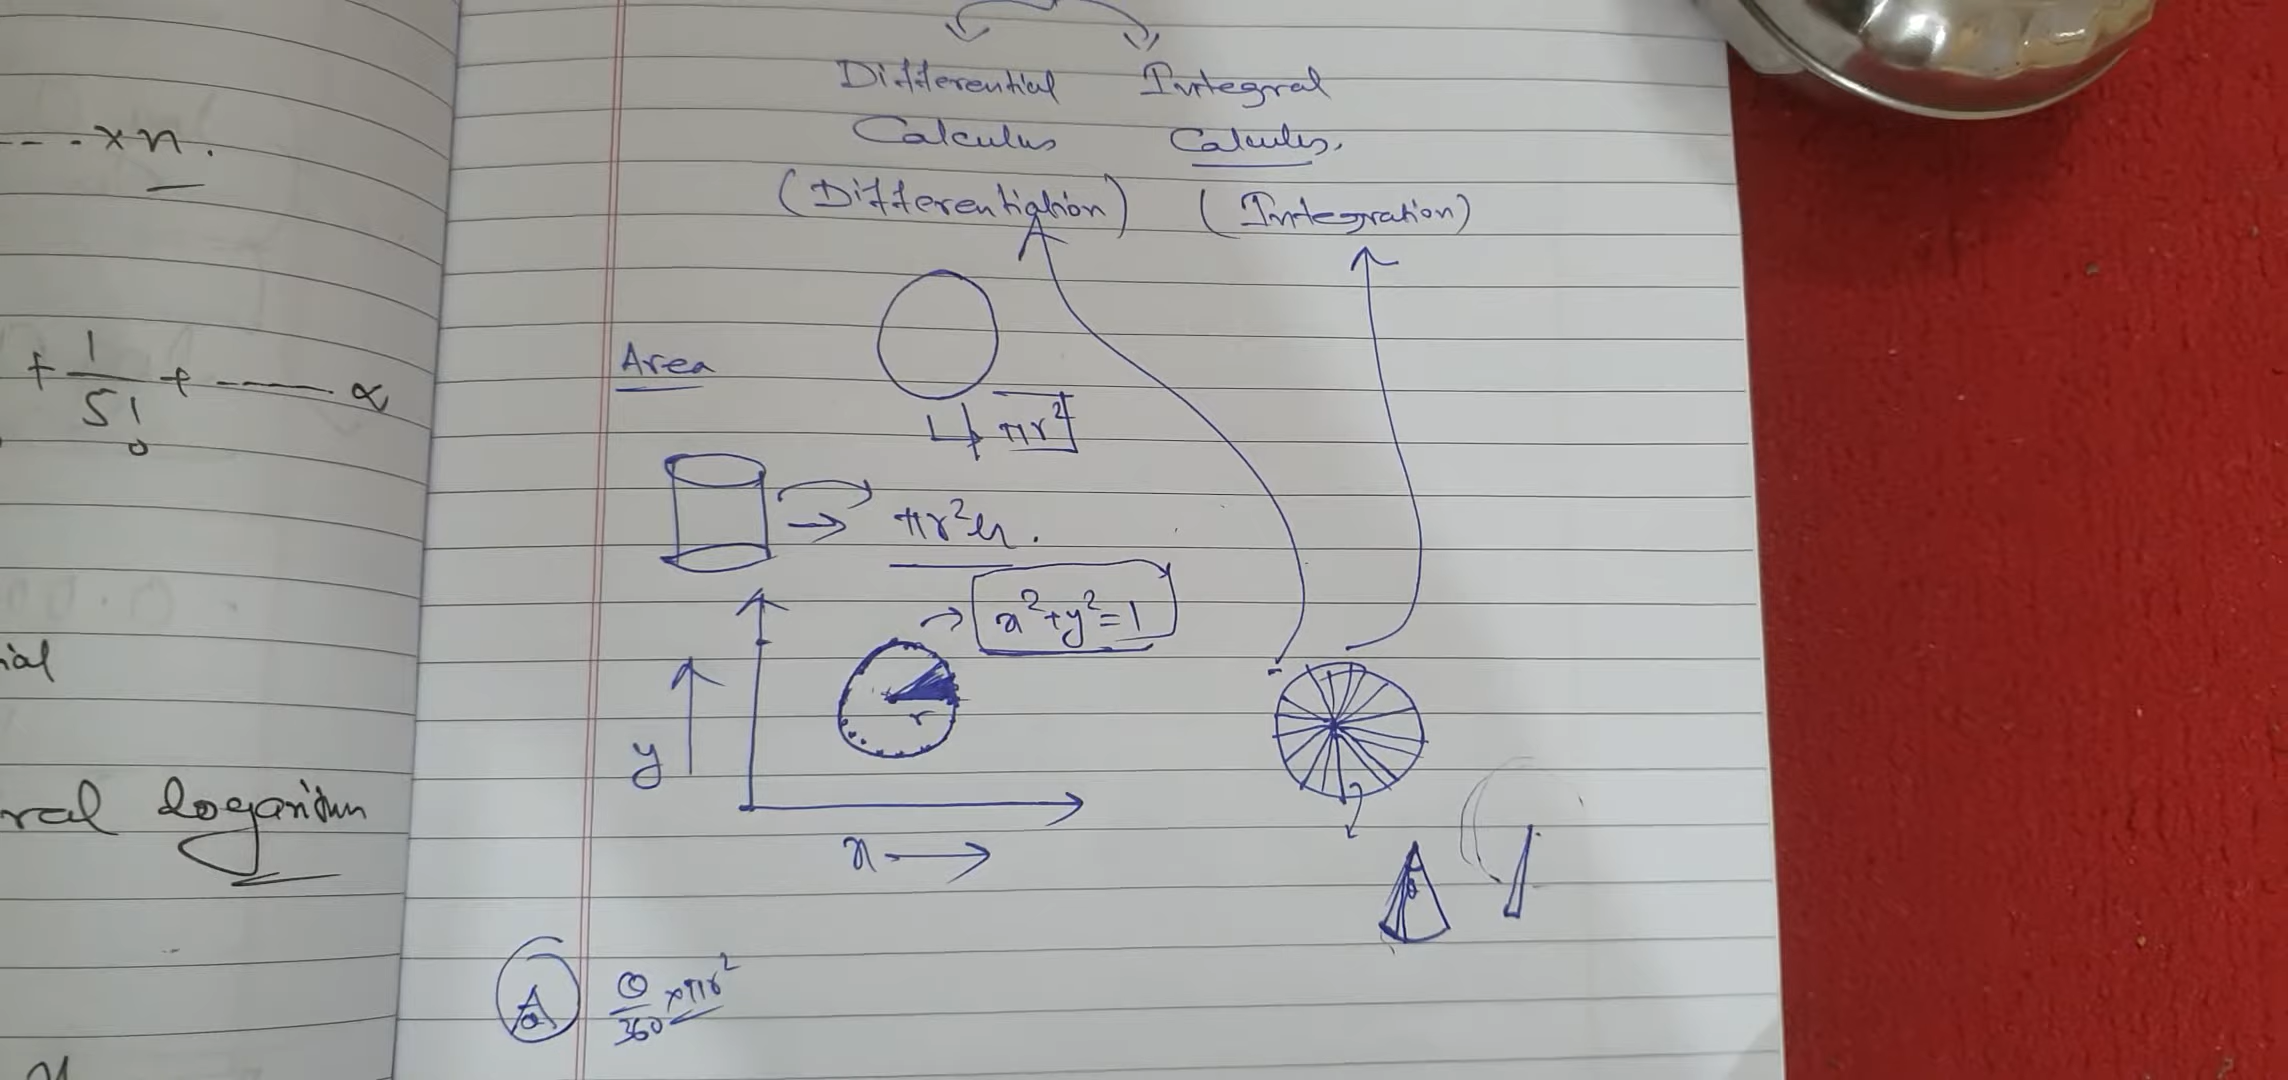 - - - . x n .
+ 1/5! + ——— ∝
ial
ral Logarithm
Differential Integral
Calculus Calculus.
(Differentiation) (Integration)
Area
πr²
πr²h .
x² + y² = 1
r
y
x
θ
θ/360 × πr²